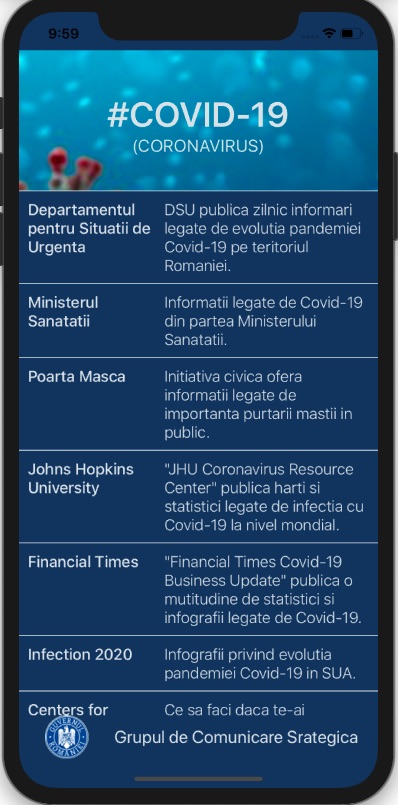 9:59
#COVID-19
(CORONAVIRUS)
Departamentul
pentru Situatii de
Urgenta
DSU publica zilnic informari
legate de evolutia pandemiei
Covid-19 pe teritoriul
Romaniei.
Ministerul
Sanatatii
Informatii legate de Covid-19
din partea Ministerului
Sanatatii.
Poarta Masca
Initiativa civica ofera
informatii legate de
importanta purtarii mastii in
public.
Johns Hopkins
University
"JHU Coronavirus Resource
Center" publica harti si
statistici legate de infectia cu
Covid-19 la nivel mondial.
Financial Times
"Financial Times Covid-19
Business Update" publica o
mutitudine de statistici si
infografii legate de Covid-19.
Infection 2020
Infografii privind evolutia
pandemiei Covid-19 in SUA.
Centers for
Ce sa faci daca te-ai
GUVERNUL
ROMÂNIEI
Grupul de Comunicare Srategica